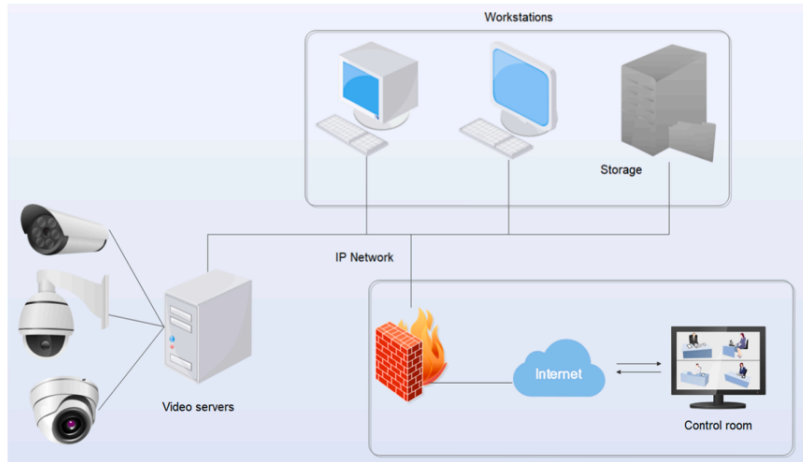 Workstations
Storage
IP Network
Video servers
Internet
Control room